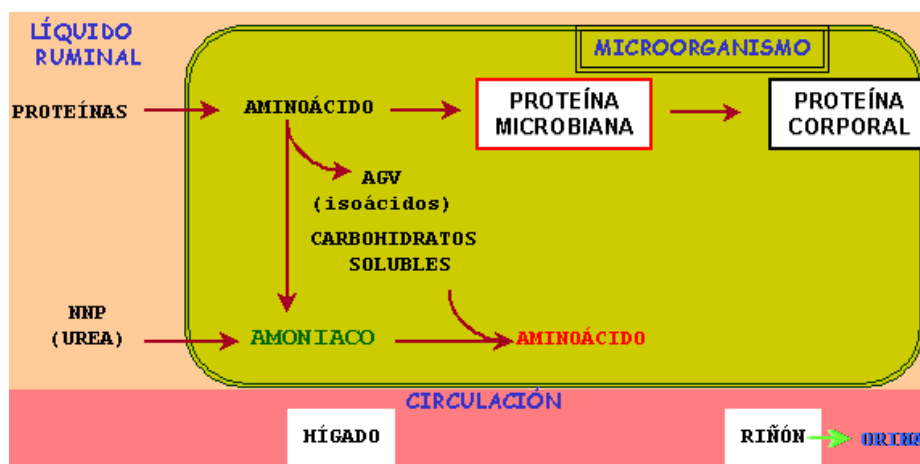 LÍQUIDO
RUMINAL
MICROORGANISMO
PROTEÍNAS
AMINOÁCIDO
PROTEÍNA
MICROBIANA
PROTEÍNA
CORPORAL
AGV
(isoácidos)
CARBOHIDRATOS
SOLUBLES
NNP
(UREA)
AMONIACO
AMINOÁCIDO
CIRCULACIÓN
HÍGADO
RIÑÓN
ORINA